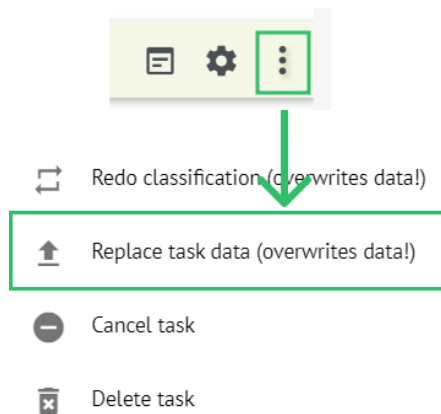 Redo classification (overwrites data!)
Replace task data (overwrites data!)
Cancel task
Delete task